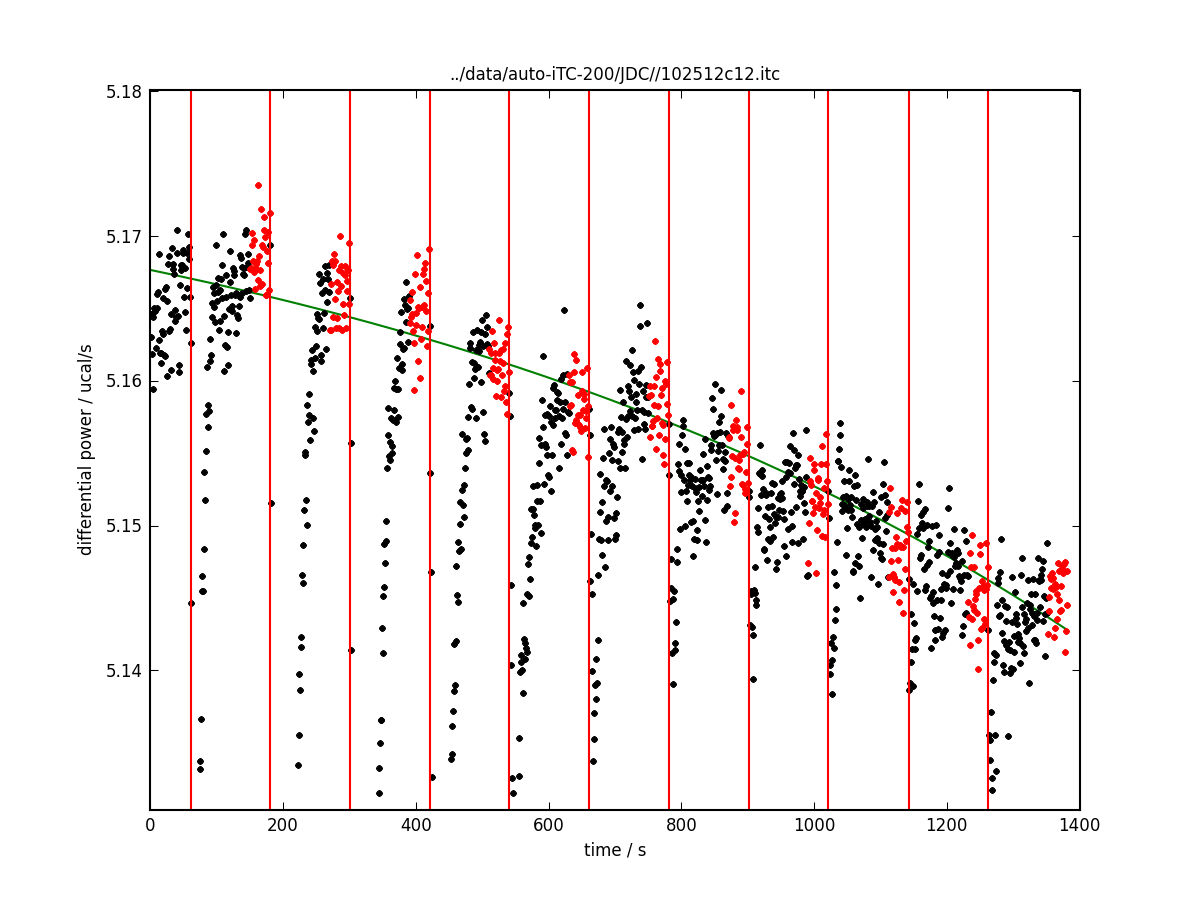 ../data/auto-iTC-200/JDC//102512c12.itc
5.18
5.17
5.16
5.15
5.14
differential power / ucal/s
0 200 400 600 800 1000 1200 1400
time / s